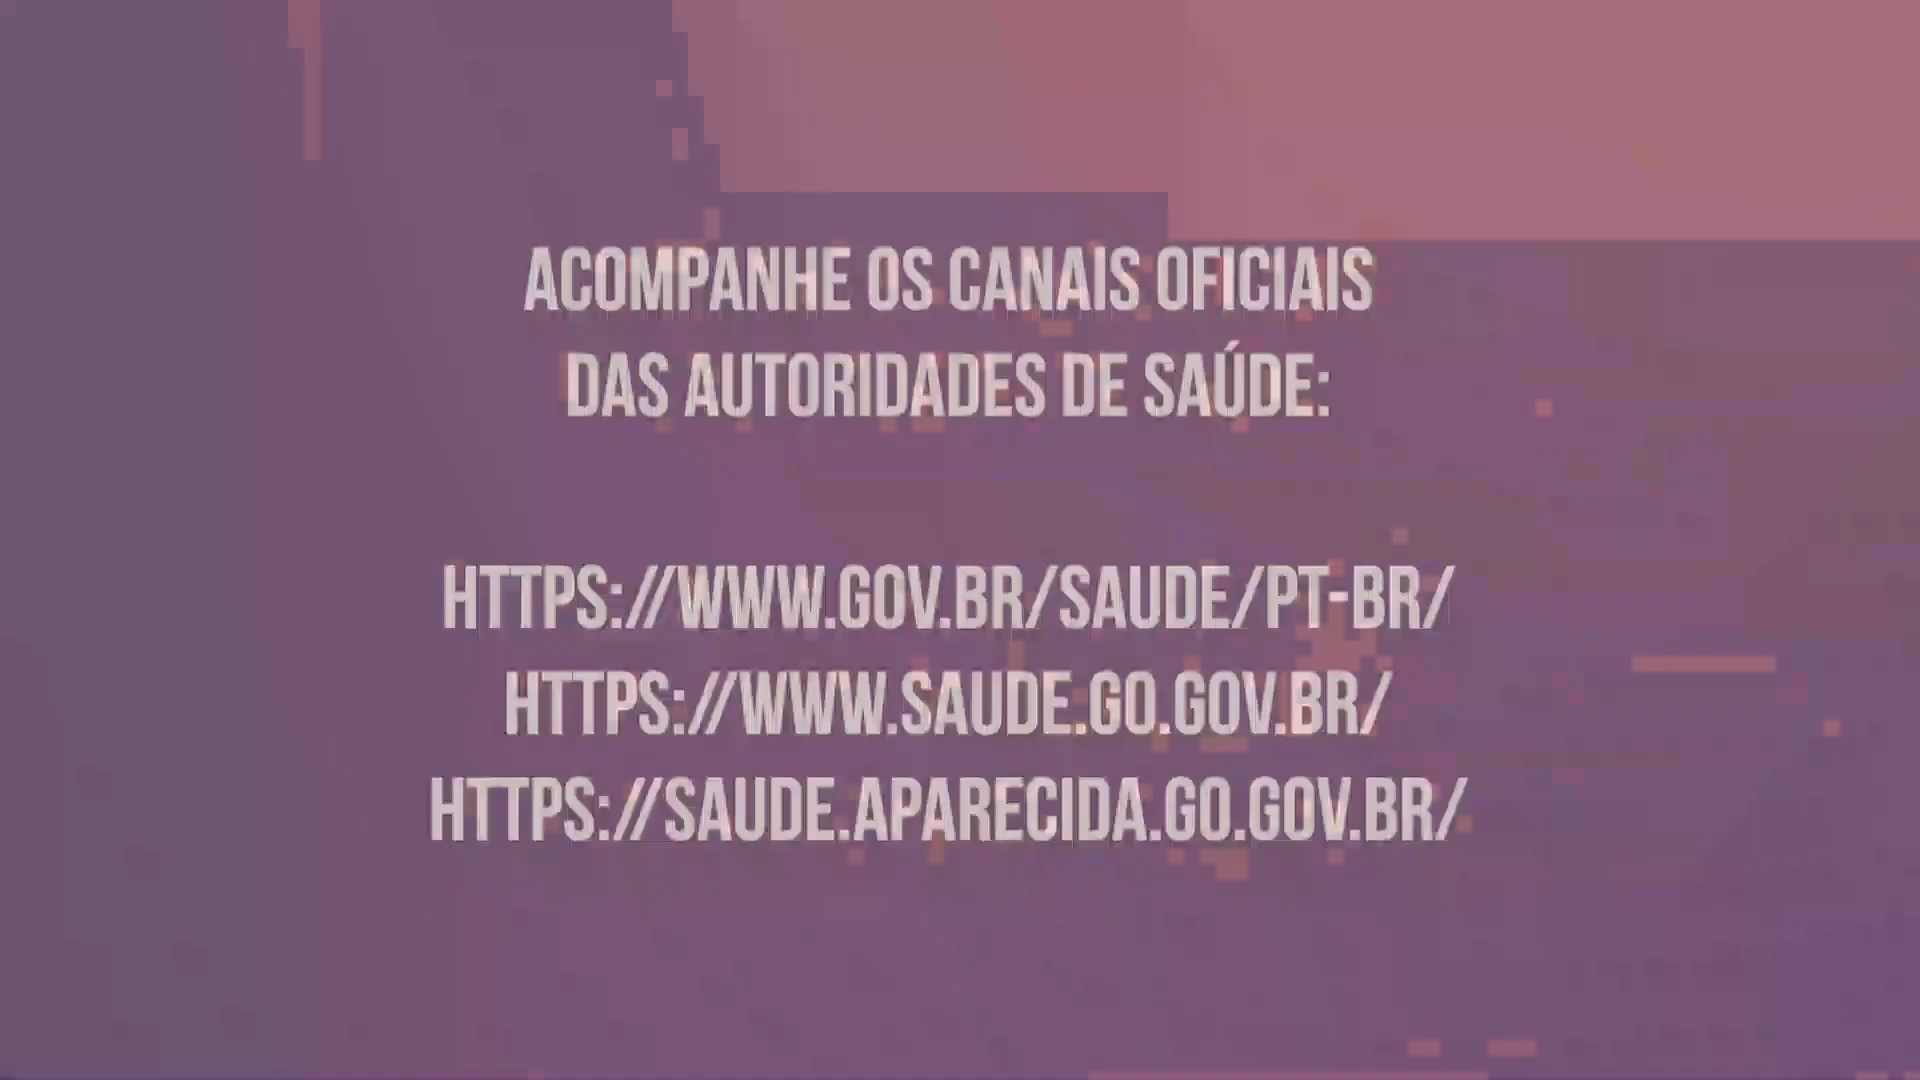 ACOMPANHE OS CANAIS OFICIAIS
DAS AUTORIDADES DE SAÚDE:
HTTPS://WWW.GOV.BR/SAUDE/PT-BR/
HTTPS://WWW.SAUDE.GO.GOV.BR/
HTTPS://SAUDE.APARECIDA.GO.GOV.BR/